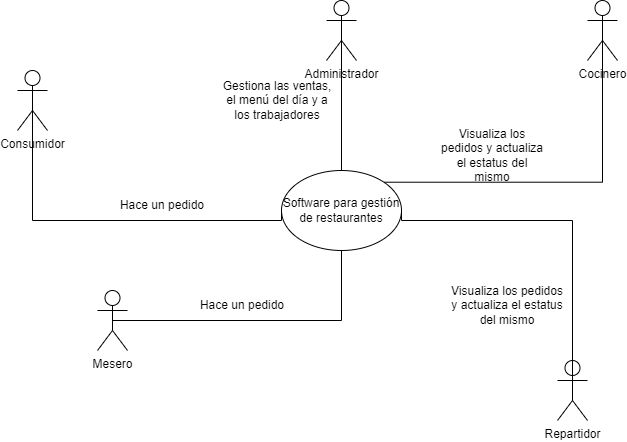 Administrador
Cocinero
Gestiona las ventas,
el menú del día y a
los trabajadores
Consumidor
Visualiza los
pedidos y actualiza
el estatus del
mismo
Hace un pedido
Software para gestión
de restaurantes
Hace un pedido
Visualiza los pedidos
y actualiza el estatus
del mismo
Mesero
Repartidor